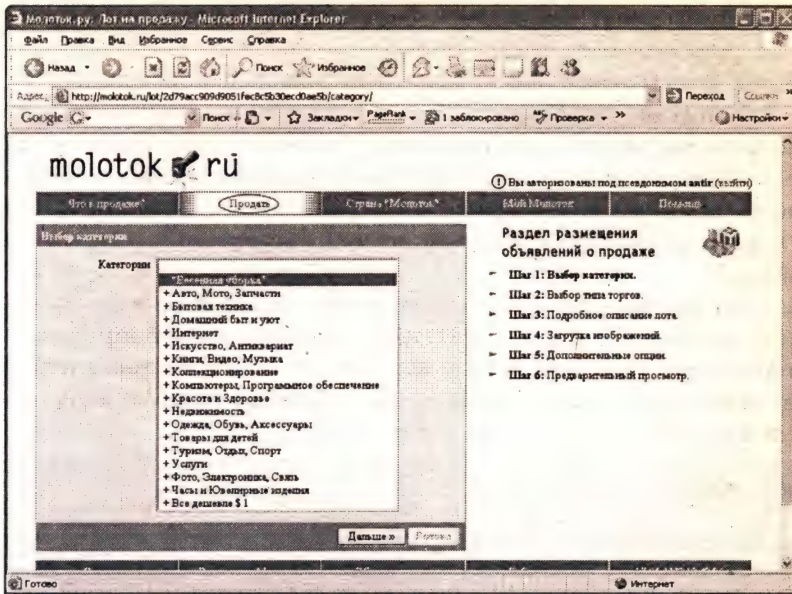 Молоток.ру: Лот на продажу - Microsoft Internet Explorer
Файл Правка Вид Избранное Сервис Справка
Назад Поиск Избранное
Адрес: http://molotok.ru/lot/2d79acc909d9051fec8c5b30ecd0ae5b/category/ Переход Ссылки »
Google G Поиск Закладки PageRank 1 заблокировано Проверка » Настройки
molotok ru
Вы авторизованы под псевдонимом antir (выйти)
Что в продаже? Продать Страна "Молоток" Мой Молоток Помощь
Выбор категории
Категории
"Весенняя уборка"
+ Авто, Мото, Запчасти
+ Бытовая техника
+ Домашний быт и уют
+ Интернет
+ Искусство, Антиквариат
+ Книги, Видео, Музыка
+ Коллекционирование
+ Компьютеры, Программное обеспечение
+ Красота и Здоровье
+ Недвижимость
+ Одежда, Обувь, Аксессуары
+ Товары для детей
+ Туризм, Отдых, Спорт
+ Услуги
+ Фото, Электроника, Связь
+ Часы и Ювелирные изделия
+ Все дешевле $ 1
Дальше » Готово
Раздел размещения
объявлений о продаже
Шаг 1: Выбор категории.
Шаг 2: Выбор типа торгов.
Шаг 3: Подробное описание лота.
Шаг 4: Загрузка изображений.
Шаг 5: Дополнительные опции.
Шаг 6: Предварительный просмотр.
Готово Интернет